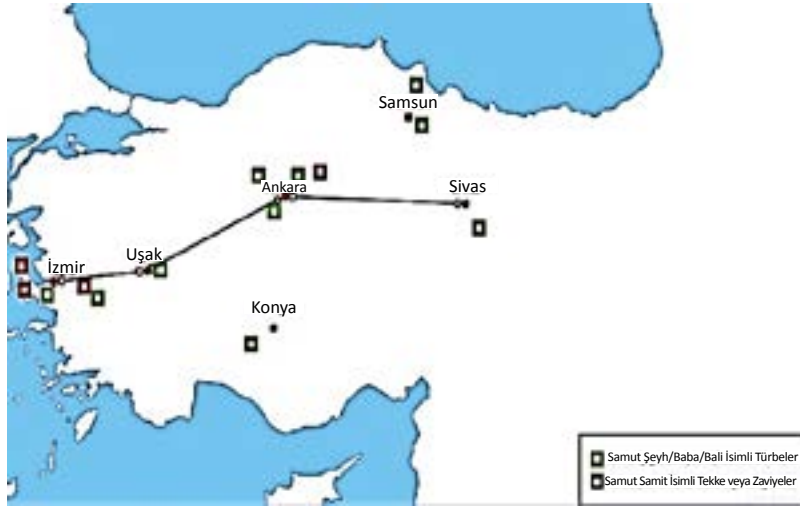 Samsun
Ankara
Sivas
Uşak
İzmir
Konya
Samut Şeyh/Baba/Bali İsimli Türbeler
Samut Samit İsimli Tekke veya Zaviyeler